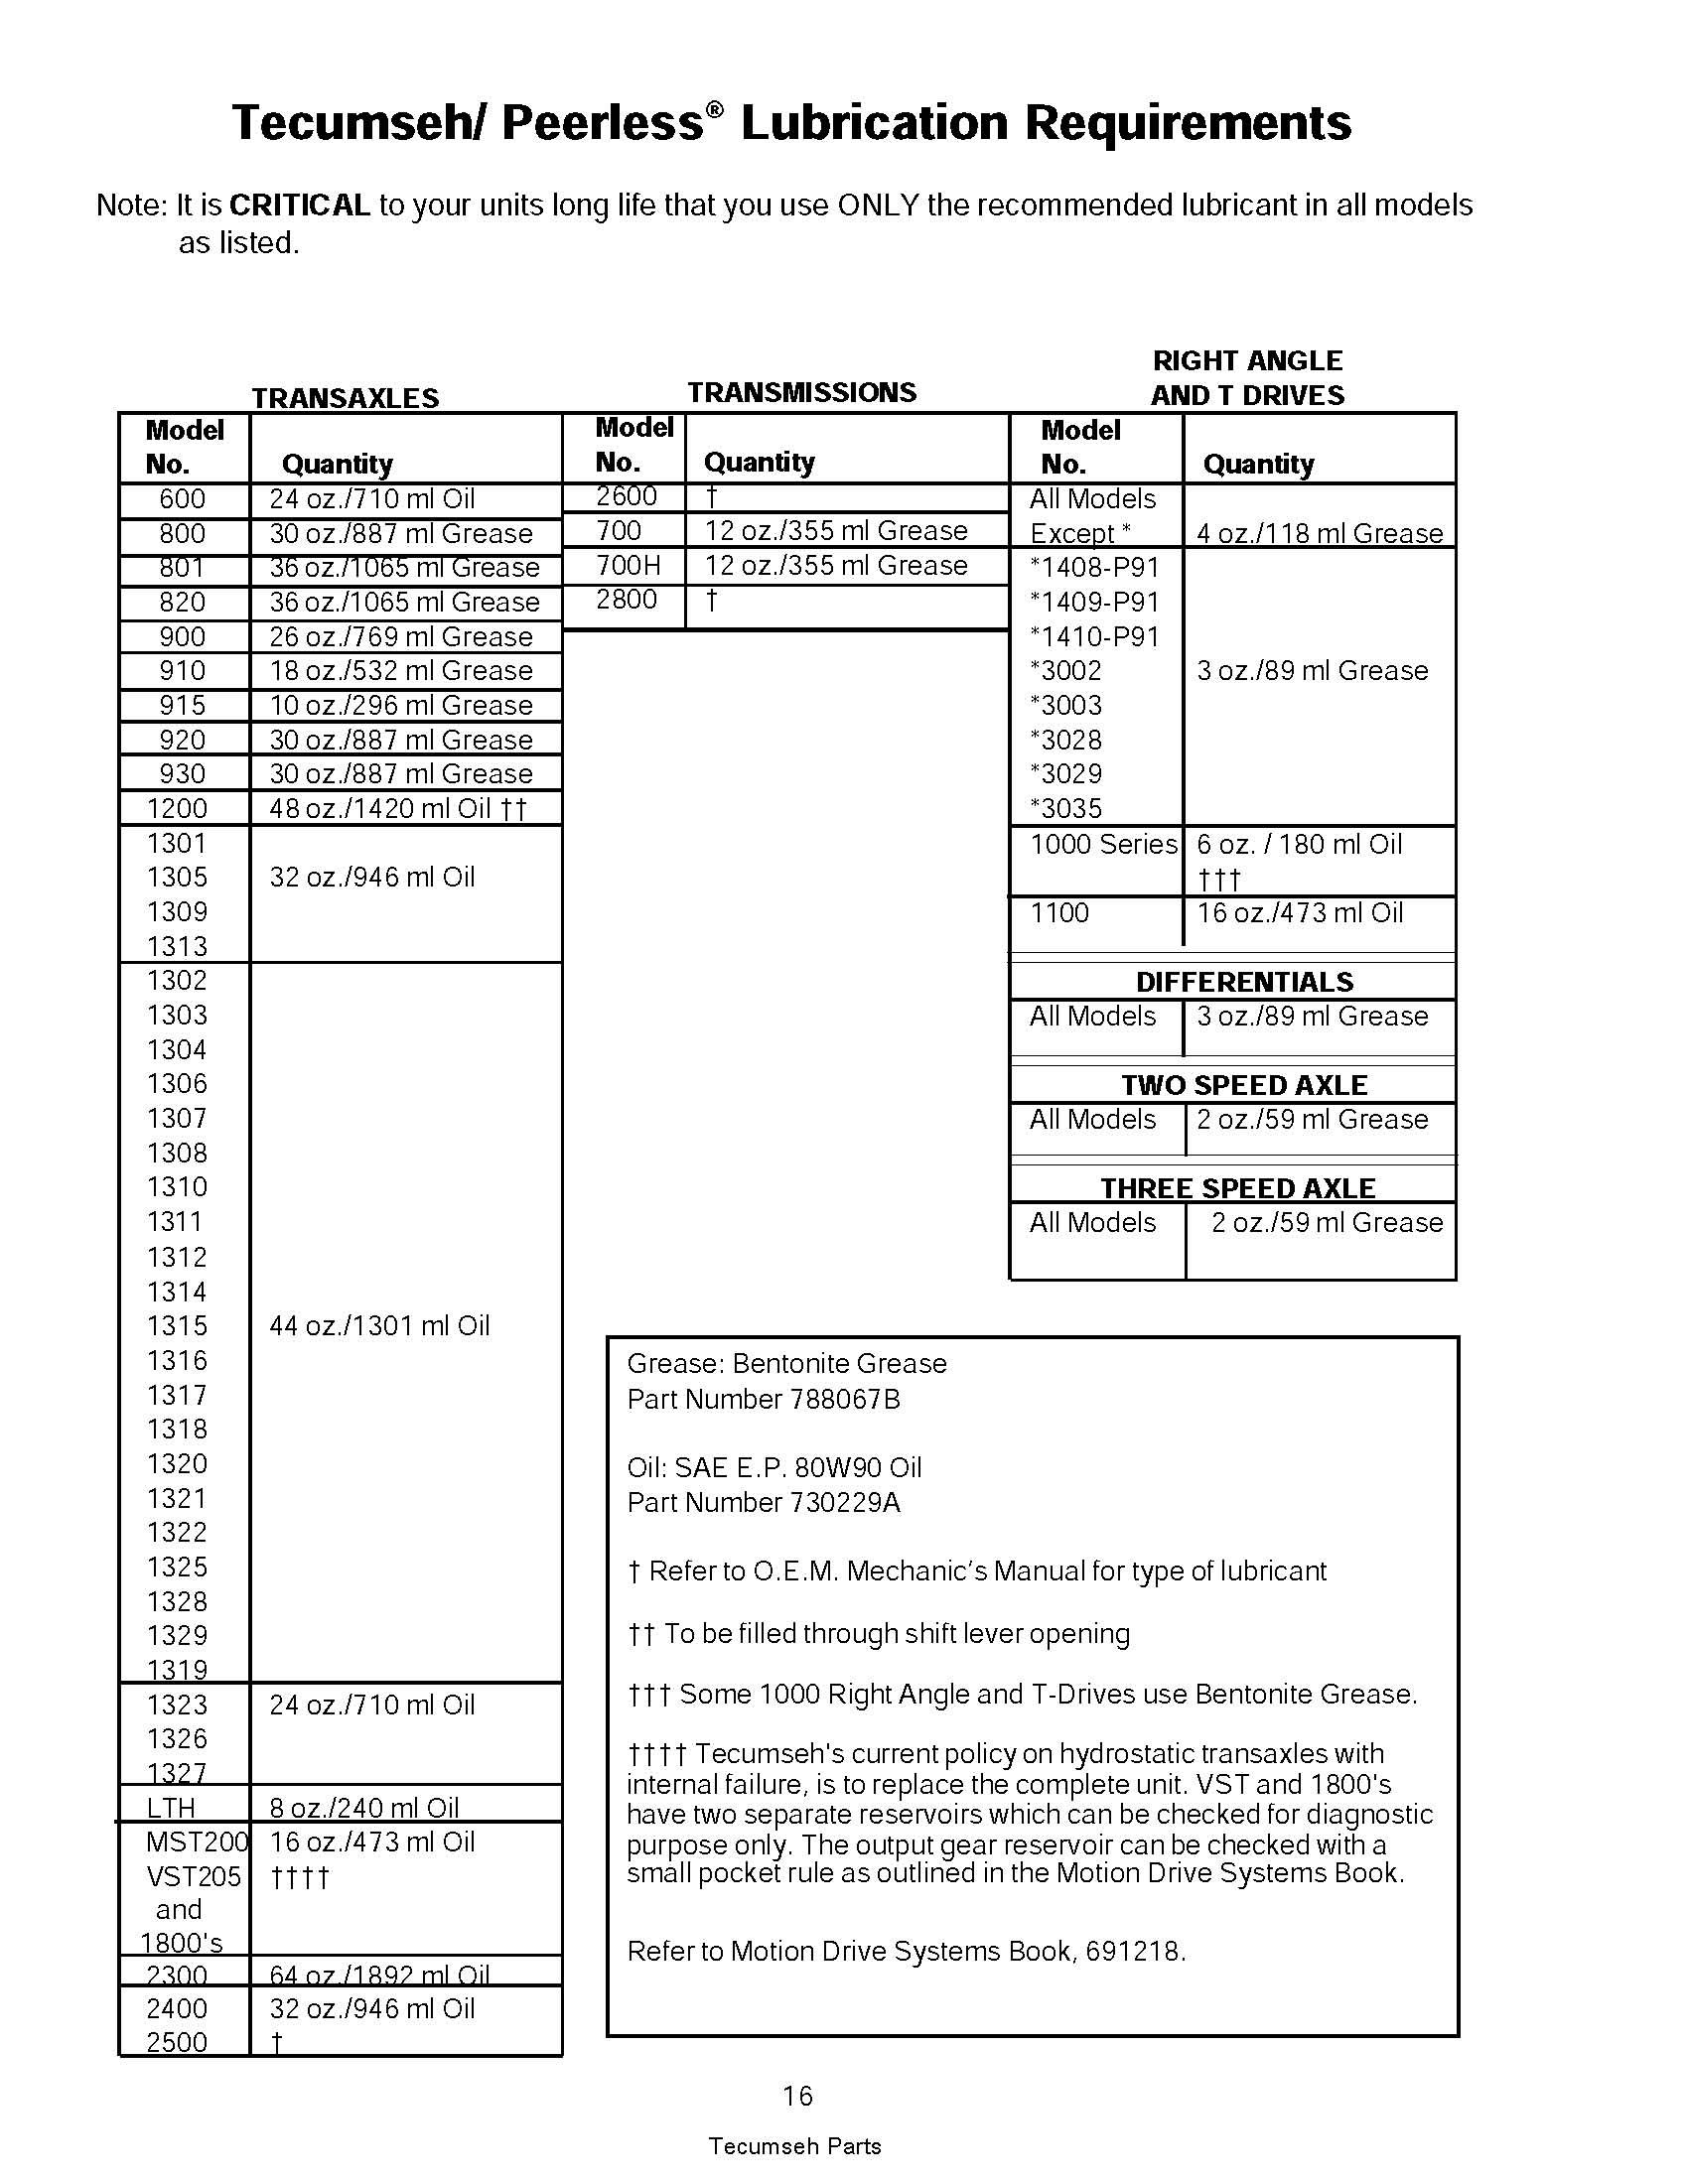 Tecumseh/ Peerless® Lubrication Requirements
Note: It is CRITICAL to your units long life that you use ONLY the recommended lubricant in all models
as listed.
TRANSAXLES
Model
No. Quantity
600 24 oz./710 ml Oil
800 30 oz./887 ml Grease
801 36 oz./1065 ml Grease
820 36 oz./1065 ml Grease
900 26 oz./769 ml Grease
910 18 oz./532 ml Grease
915 10 oz./296 ml Grease
920 30 oz./887 ml Grease
930 30 oz./887 ml Grease
1200 48 oz./1420 ml Oil ††
1301
1305 32 oz./946 ml Oil
1309
1313
1302
1303
1304
1306
1307
1308
1310
1311
1312
1314
1315 44 oz./1301 ml Oil
1316
1317
1318
1320
1321
1322
1325
1328
1329
1319
1323 24 oz./710 ml Oil
1326
1327
LTH 8 oz./240 ml Oil
MST200 16 oz./473 ml Oil
VST205 ††††
and
1800's
2300 64 oz./1892 ml Oil
2400 32 oz./946 ml Oil
2500 †
TRANSMISSIONS
Model
No. Quantity
2600 †
700 12 oz./355 ml Grease
700H 12 oz./355 ml Grease
2800 †
RIGHT ANGLE
AND T DRIVES
Model
No. Quantity
All Models
Except * 4 oz./118 ml Grease
*1408-P91
*1409-P91
*1410-P91
*3002 3 oz./89 ml Grease
*3003
*3028
*3029
*3035
1000 Series 6 oz. / 180 ml Oil
†††
1100 16 oz./473 ml Oil
DIFFERENTIALS
All Models 3 oz./89 ml Grease
TWO SPEED AXLE
All Models 2 oz./59 ml Grease
THREE SPEED AXLE
All Models 2 oz./59 ml Grease
Grease: Bentonite Grease
Part Number 788067B
Oil: SAE E.P. 80W90 Oil
Part Number 730229A
† Refer to O.E.M. Mechanic's Manual for type of lubricant
†† To be filled through shift lever opening
††† Some 1000 Right Angle and T-Drives use Bentonite Grease.
†††† Tecumseh's current policy on hydrostatic transaxles with
internal failure, is to replace the complete unit. VST and 1800's
have two separate reservoirs which can be checked for diagnostic
purpose only. The output gear reservoir can be checked with a
small pocket rule as outlined in the Motion Drive Systems Book.
Refer to Motion Drive Systems Book, 691218.
16
Tecumseh Parts